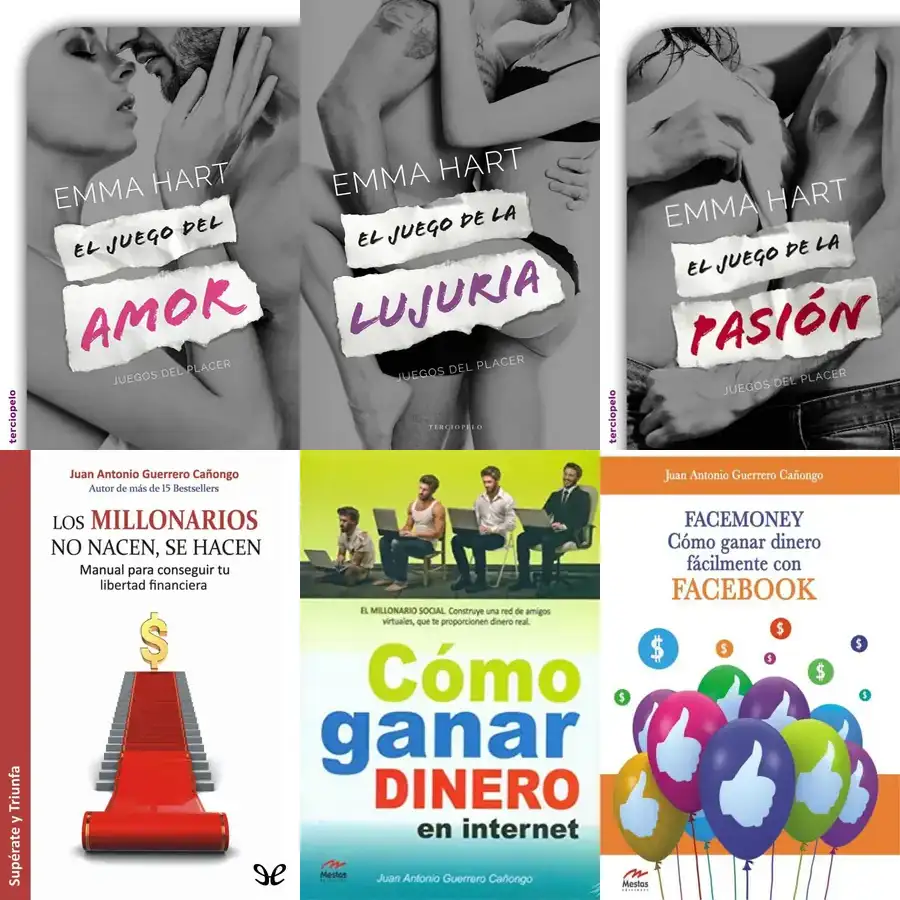 EMMA HART
EL JUEGO DEL
AMOR
JUEGOS DEL PLACER
terciopelo
EMMA HART
EL JUEGO DE LA
LUJURIA
JUEGOS DEL PLACER
TERCIOPELO
EMMA HART
EL JUEGO DE LA
PASIÓN
JUEGOS DEL PLACER
terciopelo
Juan Antonio Guerrero Cañongo
Autor de más de 15 Bestsellers
LOS MILLONARIOS
NO NACEN, SE HACEN
Manual para conseguir tu
libertad financiera
$
Supérate y Triunfa
EL MILLONARIO SOCIAL. Construye una red de amigos
virtuales, que te proporcionen dinero real.
Cómo
ganar
DINERO
en internet
Mestas
EDICIONES
Juan Antonio Guerrero Cañongo
Juan Antonio Guerrero Cañongo
FACEMONEY
Cómo ganar dinero
fácilmente con
FACEBOOK
$ $ $ $ $ $ $ $
Mestas
EDICIONES